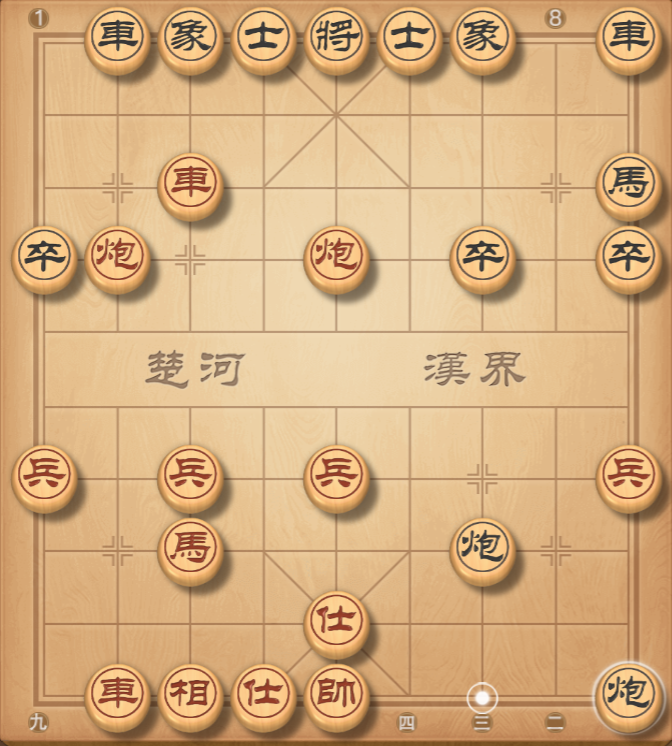 1 8
車 象 士 將 士 象 車
車 馬
卒 炮 炮 卒 卒
楚河 漢界
兵 兵 兵 兵
馬 炮
仕
車 相 仕 帥 炮
九 四 三 二